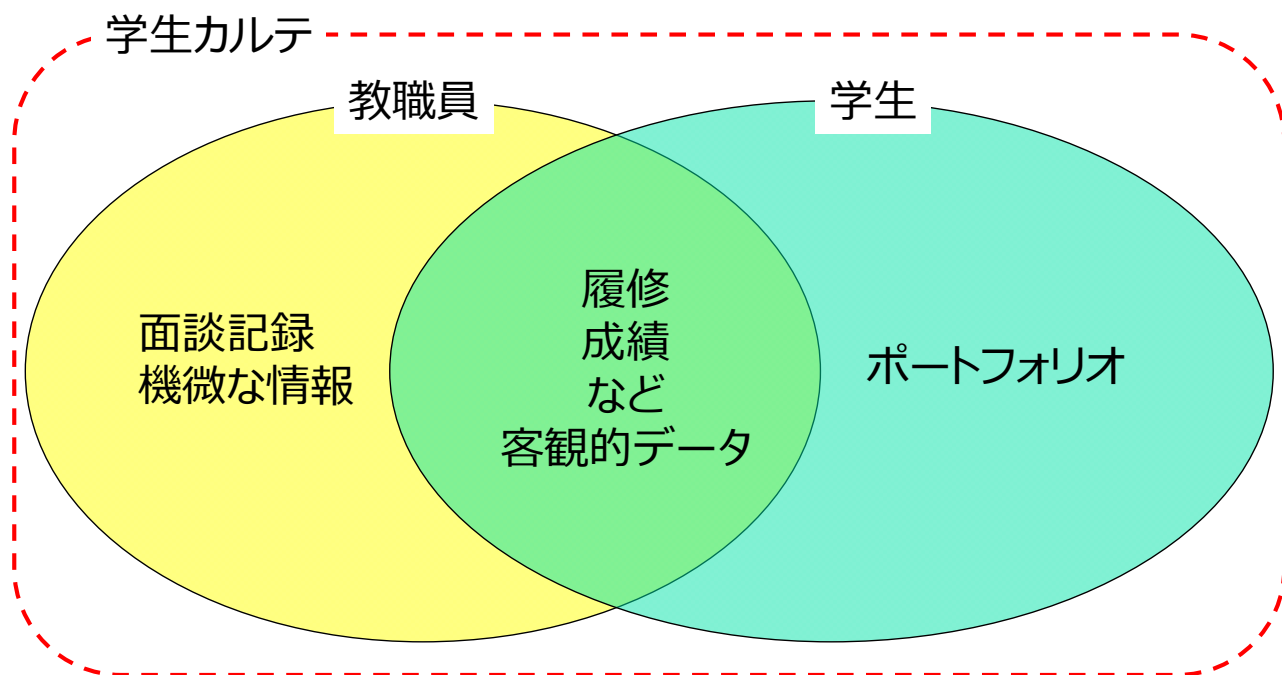 学生カルテ
教職員
学生
面談記録
機微な情報
履修
成績
など
客観的データ
ポートフォリオ